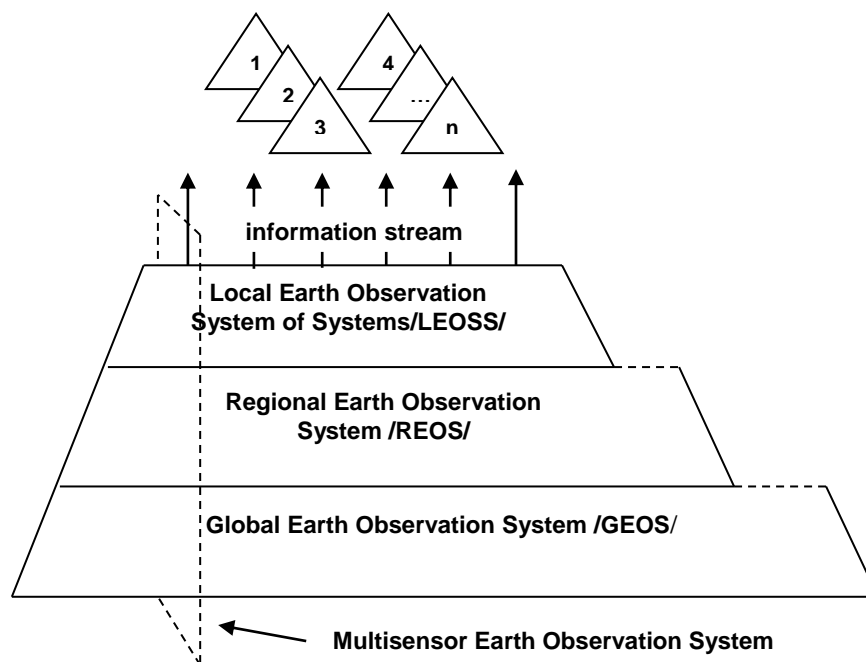 1
4
2
...
3
n
information stream
Local Earth Observation
System of Systems/LEOSS/
Regional Earth Observation
System /REOS/
Global Earth Observation System /GEOS/
Multisensor Earth Observation System